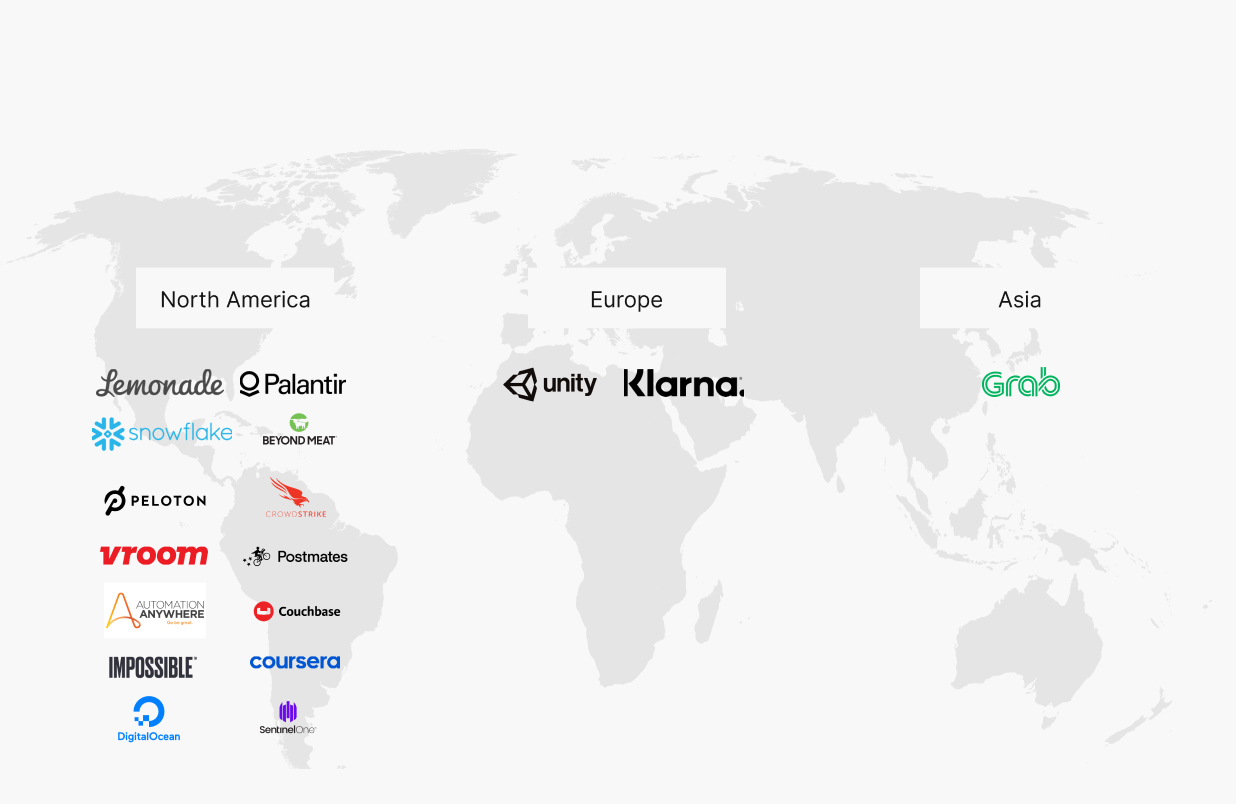 North America
Europe
Asia
Lemonade
Palantir
unity
Klarna.
Grab
snowflake
BEYOND MEAT
PELOTON
CROWDSTRIKE
vroom
Postmates
AUTOMATION
ANYWHERE
Go be great.
Couchbase
IMPOSSIBLE™
coursera
DigitalOcean
SentinelOne